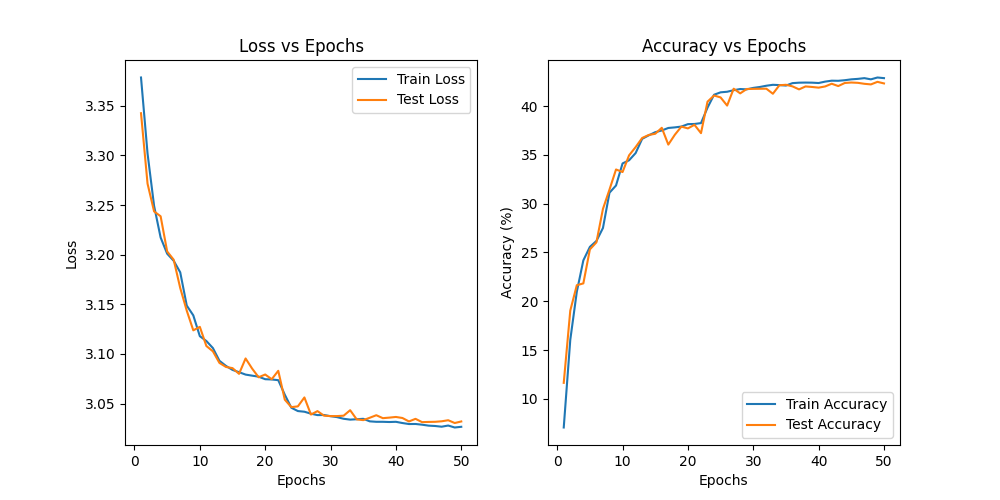 Loss vs Epochs
Train Loss
Test Loss
3.35
3.30
3.25
3.20
3.15
3.10
3.05
Loss
0 10 20 30 40 50
Epochs
Accuracy vs Epochs
40
35
30
25
20
15
10
Accuracy (%)
Train Accuracy
Test Accuracy
0 10 20 30 40 50
Epochs